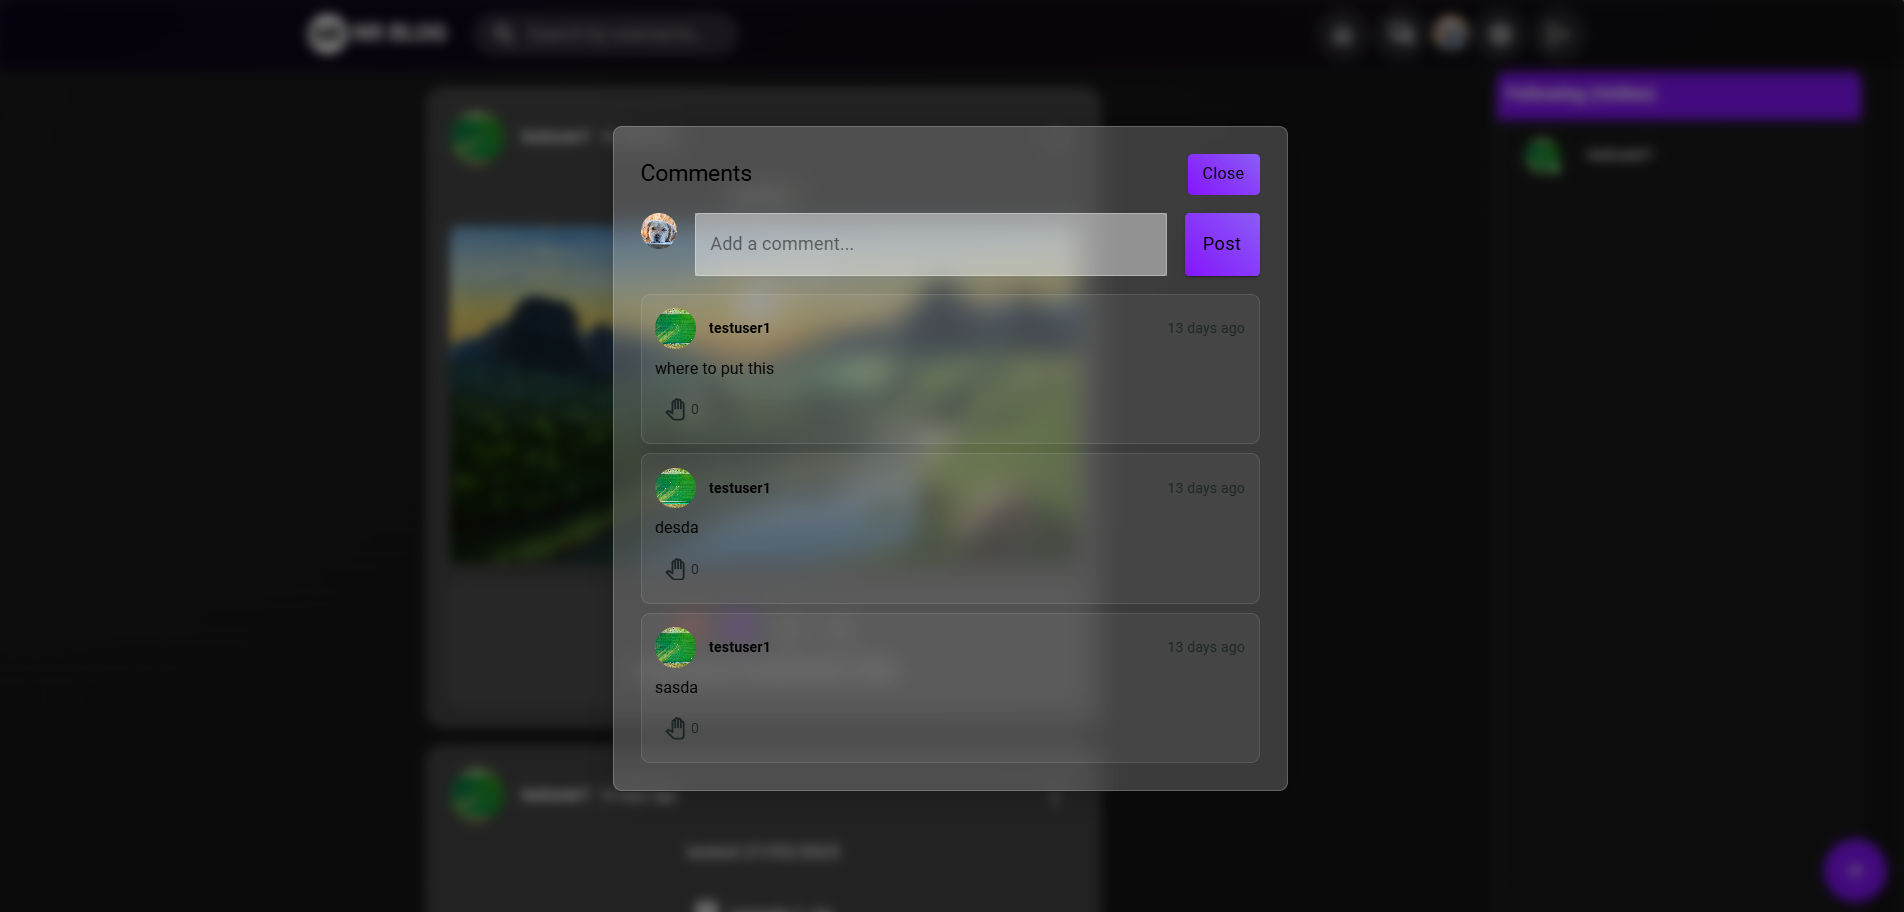 Comments
Close
Add a comment...
Post
testuser1
13 days ago
where to put this
0
testuser1
13 days ago
desda
0
testuser1
13 days ago
sasda
0